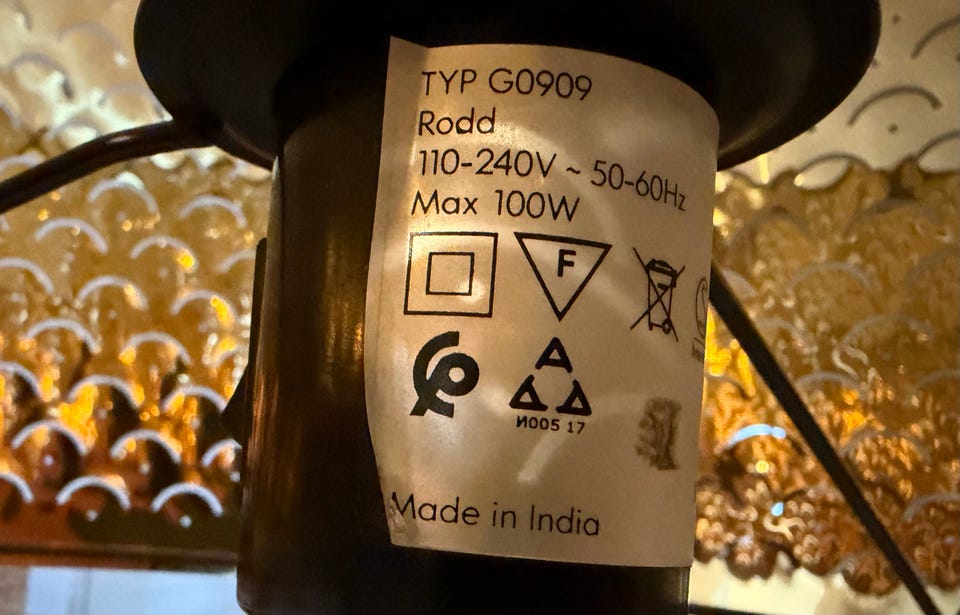 TYP G0909
Rodd
110-240V ~ 50-60Hz
Max 100W
F
И005 17
Made in India